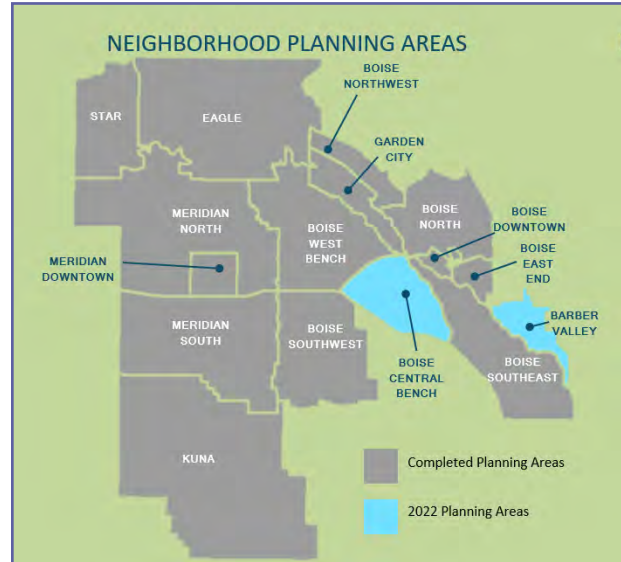 NEIGHBORHOOD PLANNING AREAS
BOISE
NORTHWEST
STAR
EAGLE
GARDEN
CITY
MERIDIAN
NORTH
BOISE
WEST
BENCH
BOISE
NORTH
BOISE
DOWNTOWN
MERIDIAN
DOWNTOWN
BOISE
EAST
END
BARBER
VALLEY
MERIDIAN
SOUTH
BOISE
SOUTHWEST
BOISE
CENTRAL
BENCH
BOISE
SOUTHEAST
KUNA
Completed Planning Areas
2022 Planning Areas